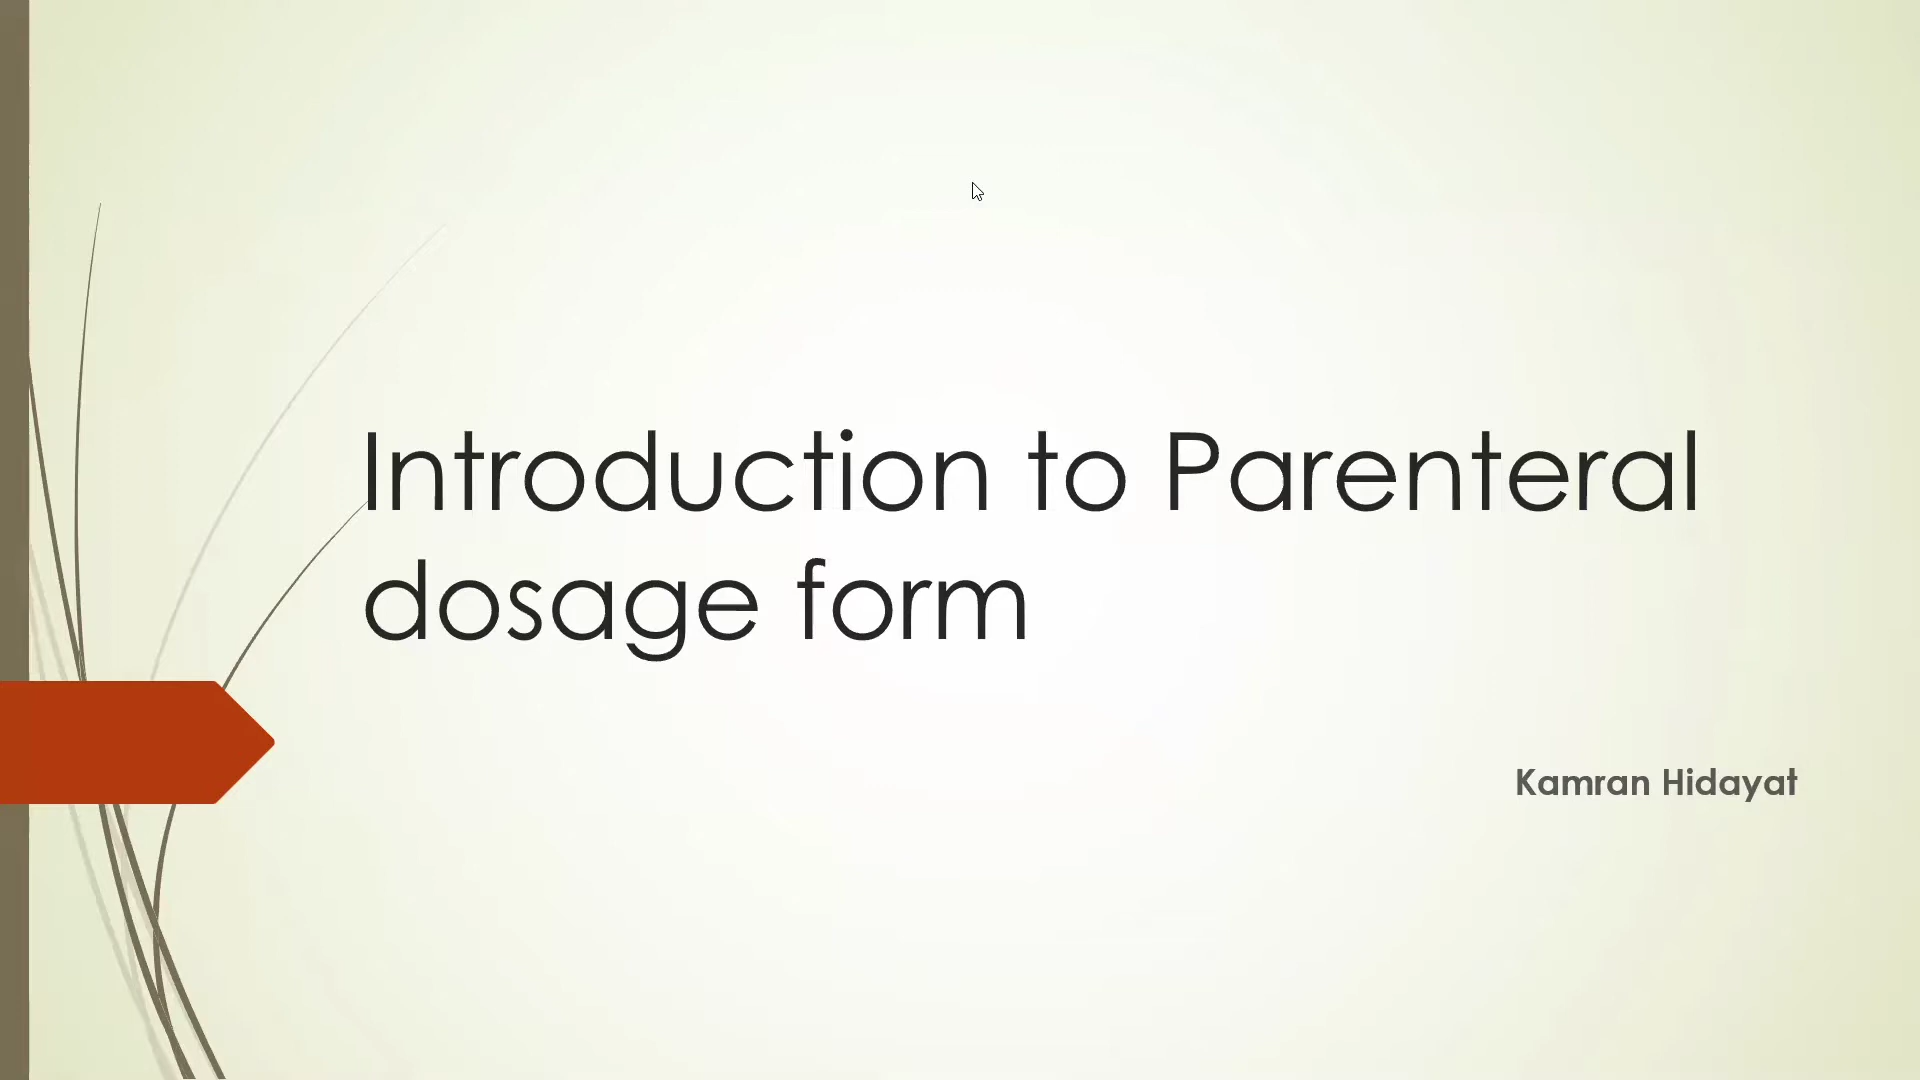 Introduction to Parenteral
dosage form
Kamran Hidayat